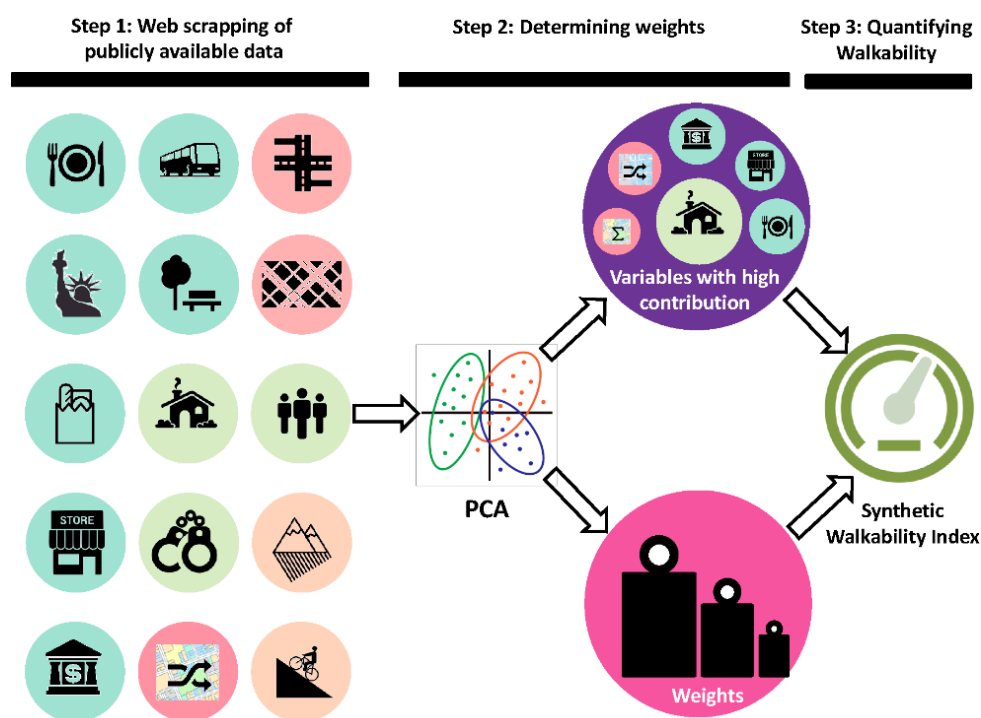 Step 1: Web scrapping of
publicly available data
Step 2: Determining weights
Step 3: Quantifying
Walkability
STORE
$
$
STORE
Σ
Variables with high
contribution
PCA
Weights
Synthetic
Walkability Index